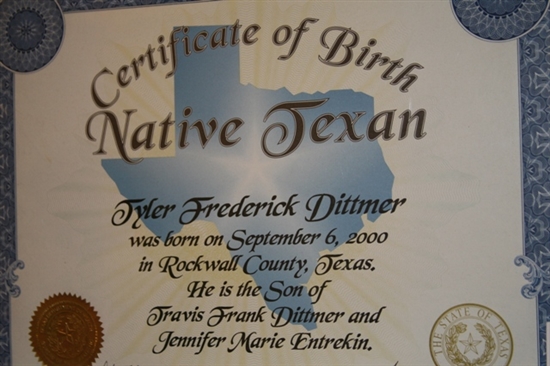 Certificate of Birth
Native Texan
Tyler Frederick Dittmer
was born on September 6, 2000
in Rockwall County, Texas.
He is the Son of
Travis Frank Dittmer and
Jennifer Marie Entrekin.
THE STATE OF TEXAS